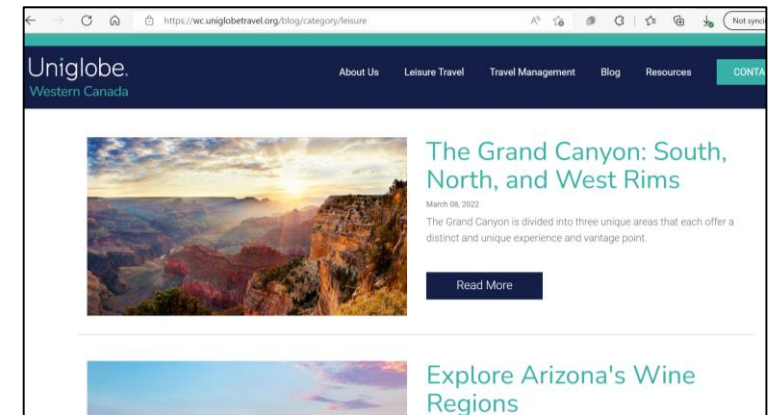 https://wc.uniglobetravel.org/blog/category/leisure
Not synci
Uniglobe.
Western Canada
About Us Leisure Travel Travel Management Blog Resources CONTA
The Grand Canyon: South,
North, and West Rims
March 08, 2022
The Grand Canyon is divided into three unique areas that each offer a
distinct and unique experience and vantage point.
Read More
Explore Arizona's Wine
Regions